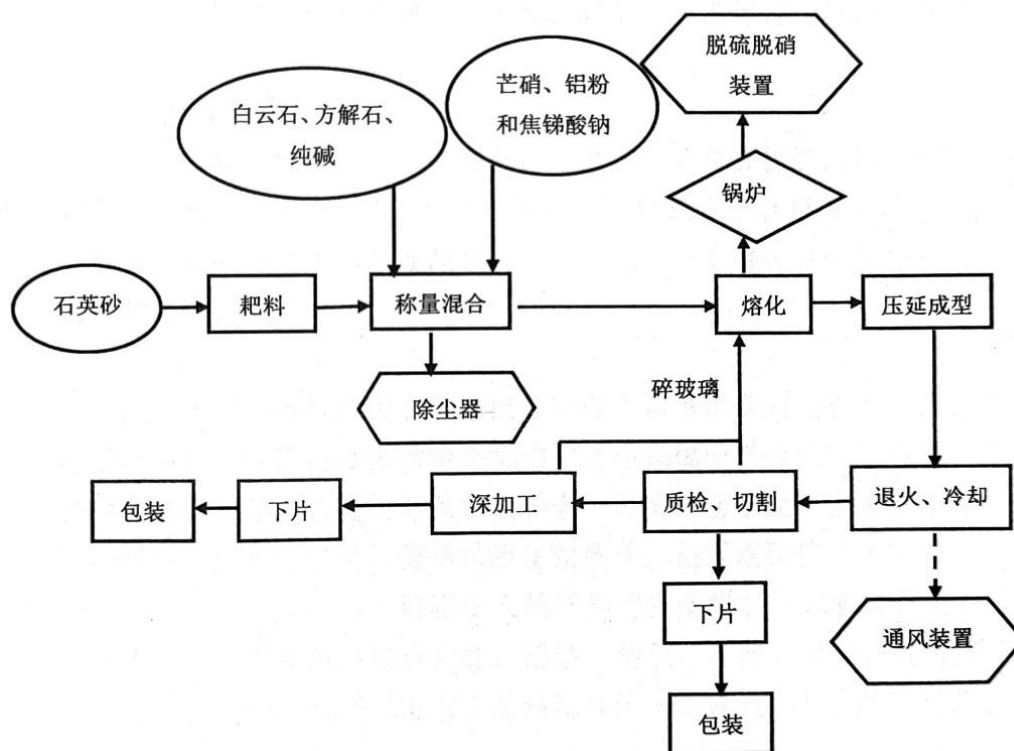 脱硫脱硝
装置
芒硝、铝粉
和焦锑酸钠
白云石、方解石、
纯碱
锅炉
石英砂
耙料
称量混合
熔化
压延成型
碎玻璃
除尘器
包装
下片
深加工
质检、切割
退火、冷却
下片
通风装置
包装